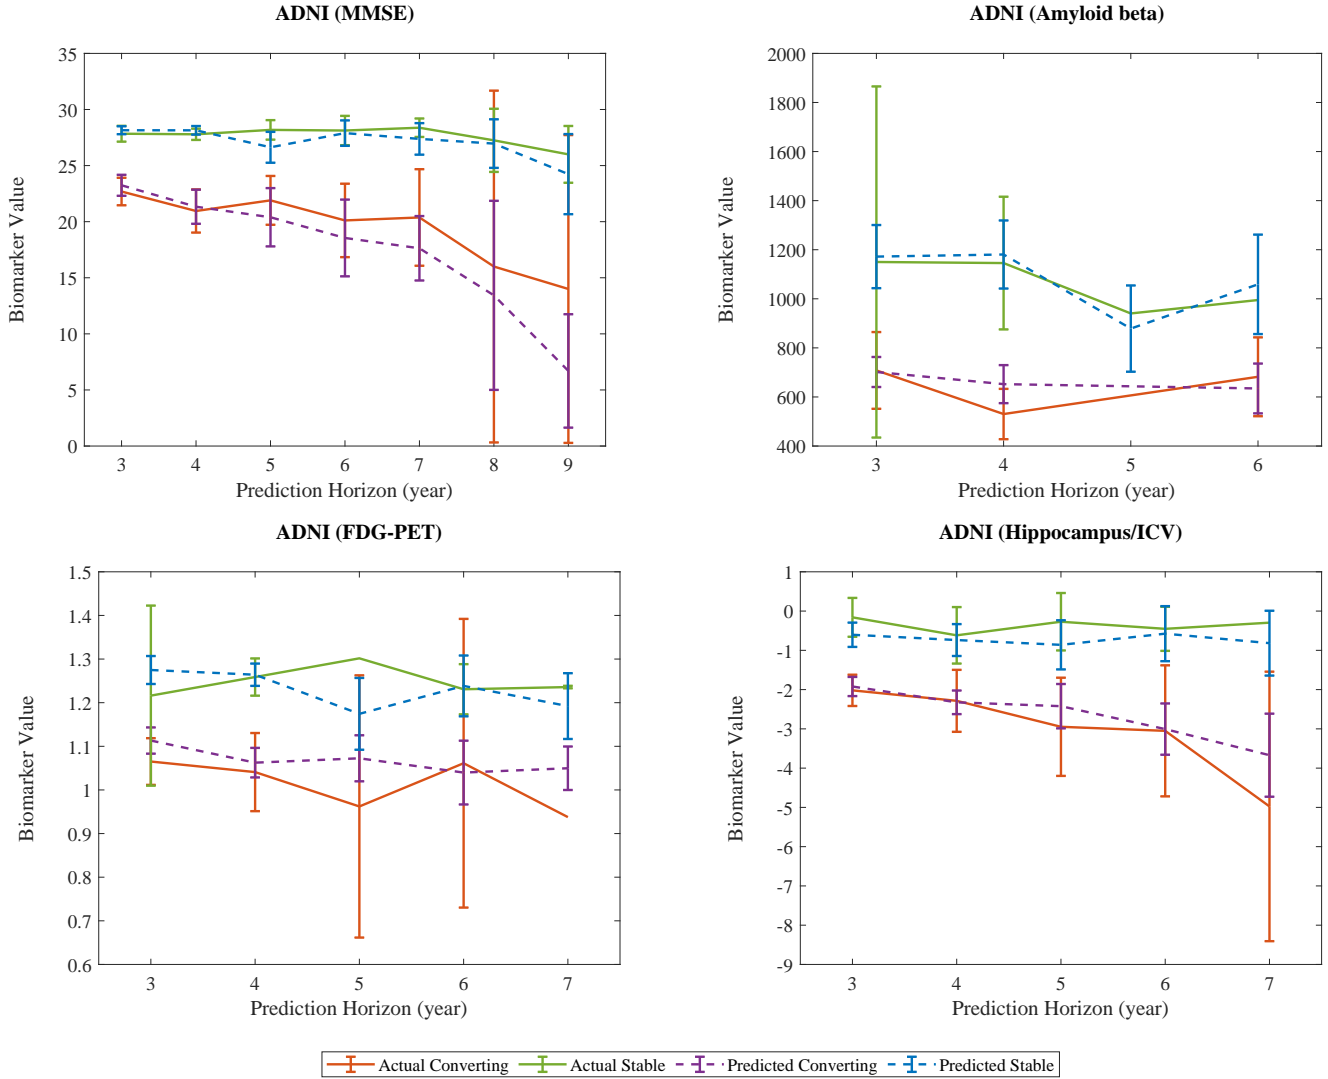 ADNI (MMSE)
35
30
25
20
15
10
5
0
Biomarker Value
3 4 5 6 7 8 9
Prediction Horizon (year)
ADNI (Amyloid beta)
2000
1800
1600
1400
1200
1000
800
600
400
Biomarker Value
3 4 5 6
Prediction Horizon (year)
ADNI (FDG-PET)
1.5
1.4
1.3
1.2
1.1
1
0.9
0.8
0.7
0.6
Biomarker Value
3 4 5 6 7
Prediction Horizon (year)
ADNI (Hippocampus/ICV)
1
0
-1
-2
-3
-4
-5
-6
-7
-8
-9
Biomarker Value
3 4 5 6 7
Prediction Horizon (year)
Actual Converting Actual Stable Predicted Converting Predicted Stable